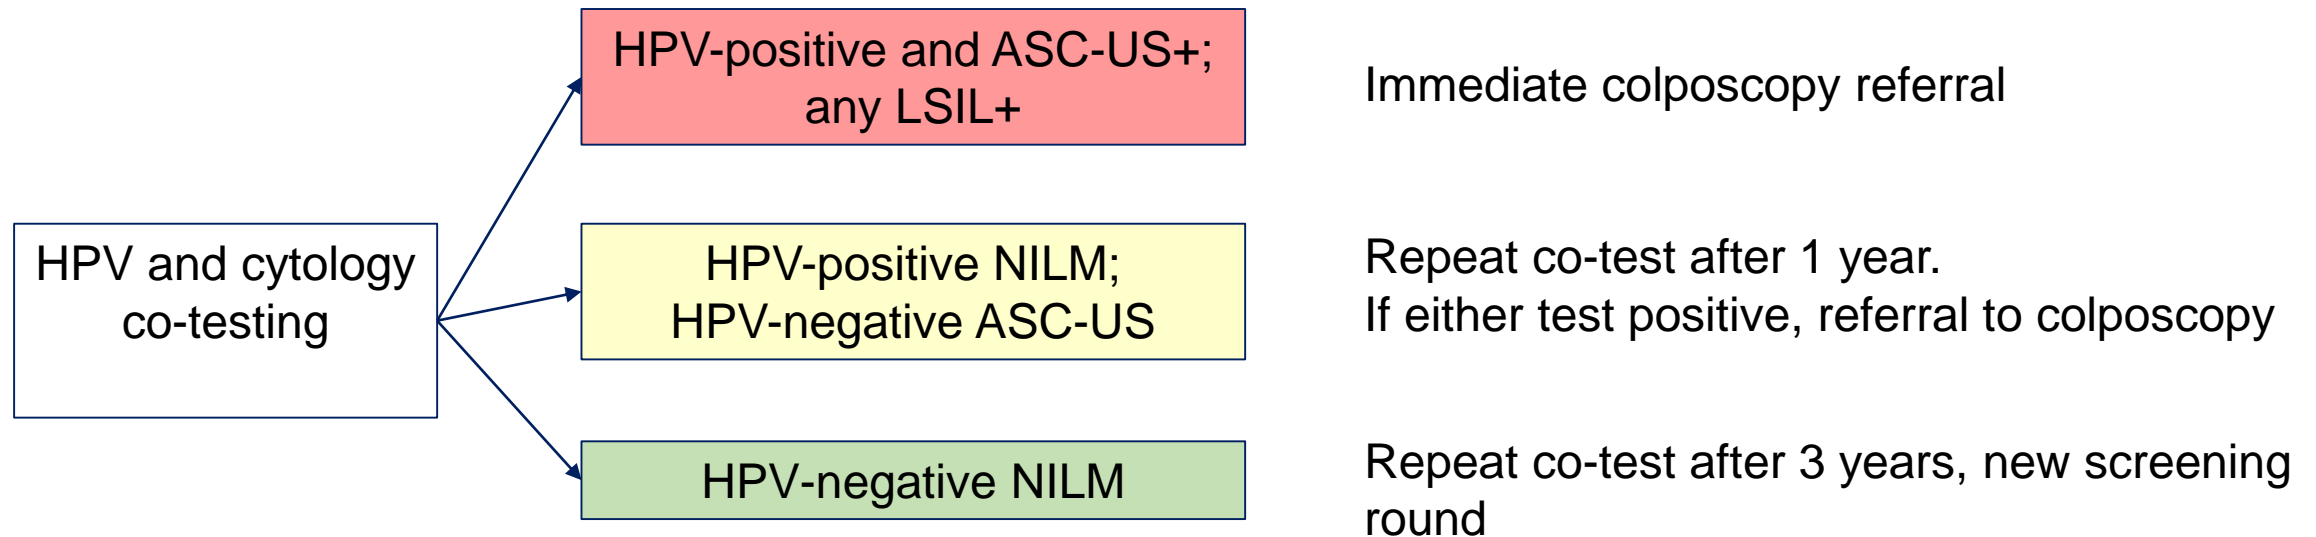 HPV-positive and ASC-US+;
any LSIL+
Immediate colposcopy referral
HPV and cytology
co-testing
HPV-positive NILM;
HPV-negative ASC-US
Repeat co-test after 1 year.
If either test positive, referral to colposcopy
HPV-negative NILM
Repeat co-test after 3 years, new screening
round